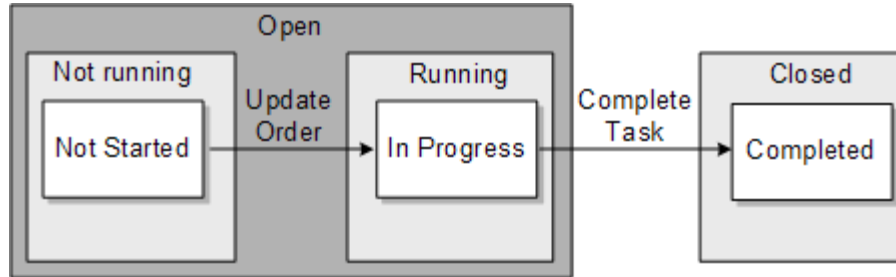 Open
Not running
Running
Closed
Update
Order
Complete
Task
Not Started
In Progress
Completed